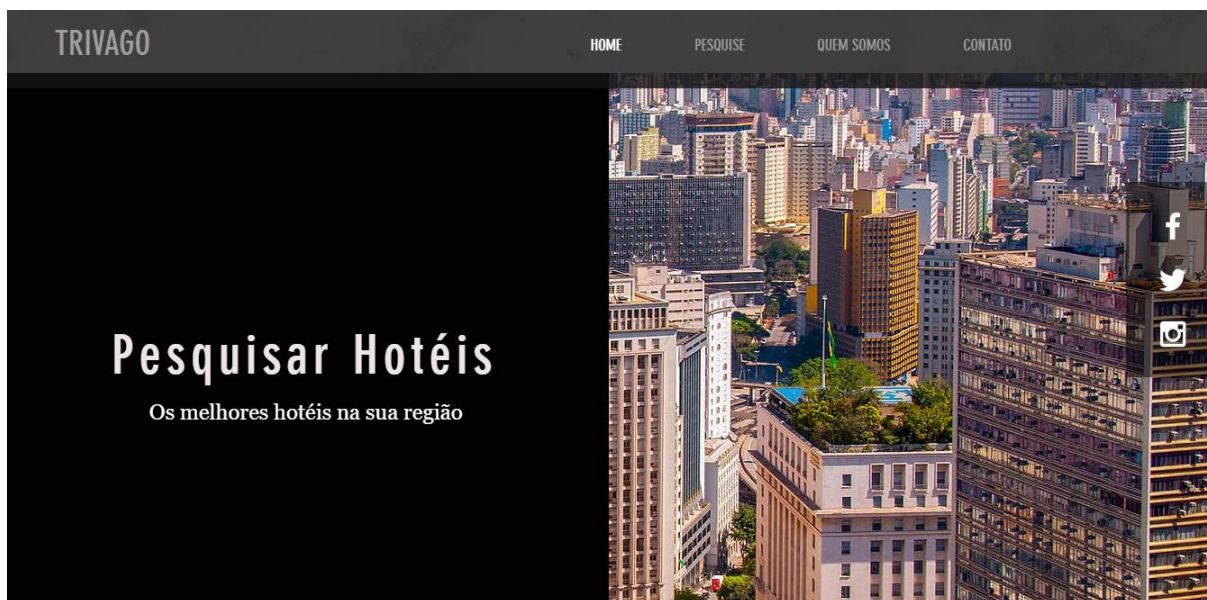 TRIVAGO
HOME PESQUISE QUEM SOMOS CONTATO
Pesquisar Hotéis
Os melhores hotéis na sua região